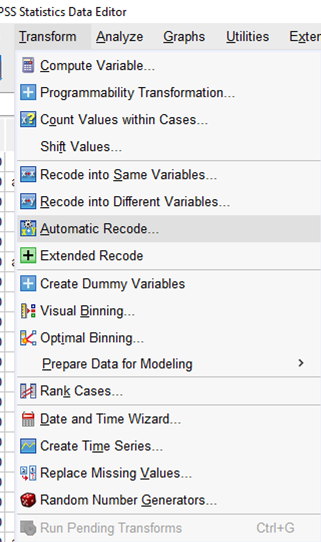 PSS Statistics Data Editor
Transform Analyze Graphs Utilities Exter
Compute Variable...
Programmability Transformation...
Count Values within Cases...
Shift Values...
Recode into Same Variables...
Recode into Different Variables...
Automatic Recode...
Extended Recode
Create Dummy Variables
Visual Binning...
Optimal Binning...
Prepare Data for Modeling
Rank Cases...
Date and Time Wizard...
Create Time Series...
Replace Missing Values...
Random Number Generators...
Run Pending Transforms Ctrl+G